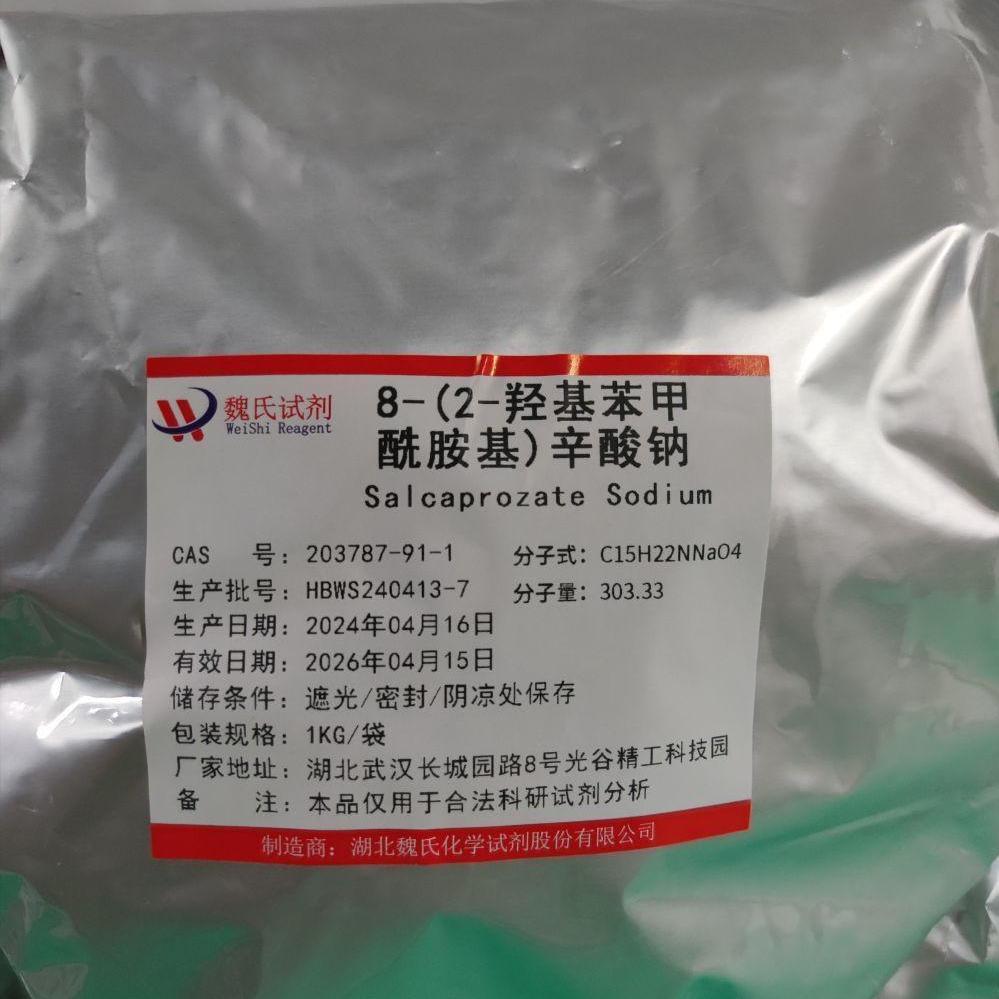 魏氏试剂
WeiShi Reagent
8-(2-羟基苯甲
酰胺基)辛酸钠
Salcaprozate Sodium
CAS 号: 203787-91-1 分子式: C15H22NNaO4
生产批号: HBWS240413-7 分子量: 303.33
生产日期: 2024年04月16日
有效日期: 2026年04月15日
储存条件: 遮光/密封/阴凉处保存
包装规格: 1KG/袋
厂家地址: 湖北武汉长城园路8号光谷精工科技园
备 注: 本品仅用于合法科研试剂分析
制造商: 湖北魏氏化学试剂股份有限公司